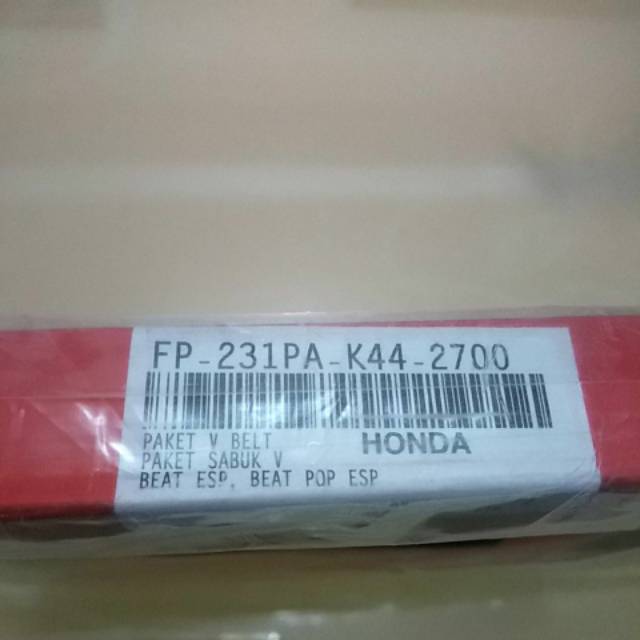 FP-231PA-K44-2700
PAKET V BELT
HONDA
PAKET SABUK V
BEAT ESP, BEAT POP ESP